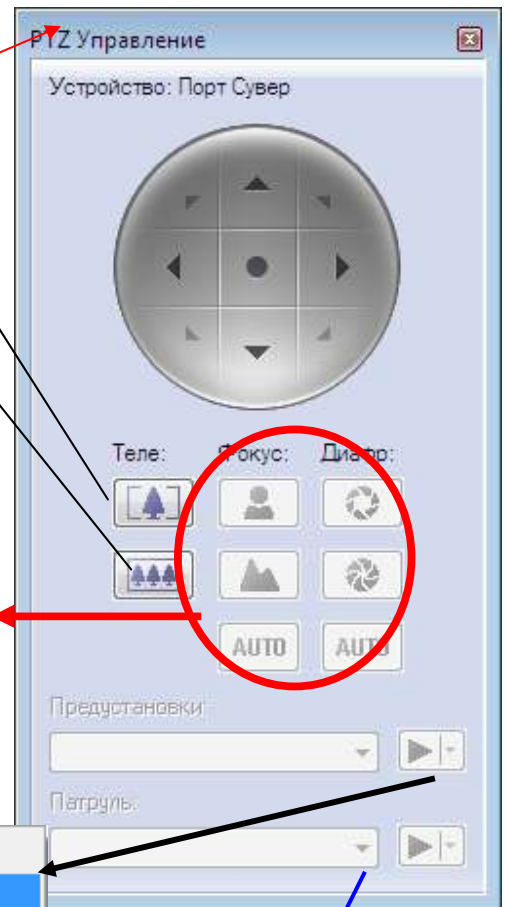 PTZ Управление
Устройство: Порт Сувер
Теле: Фокус: Диафр:
AUTO AUTO
Предустановки:
Патруль: